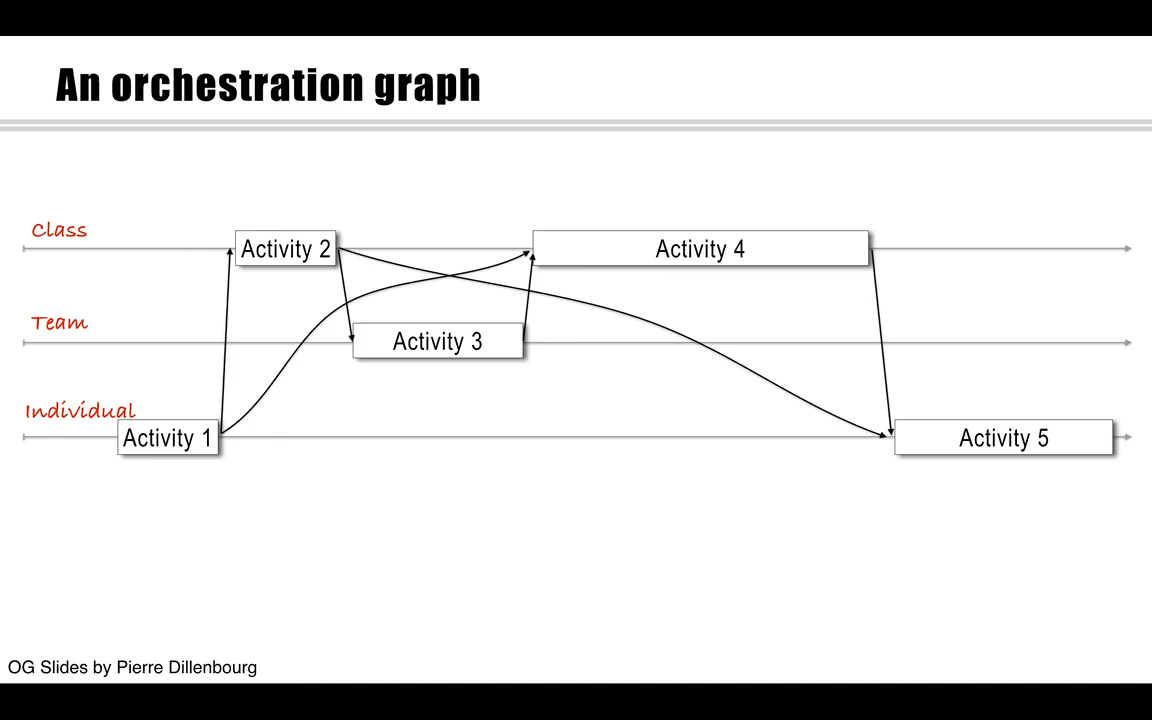 An orchestration graph
Class
Activity 2
Activity 4
Team
Activity 3
Individual
Activity 1
Activity 5
OG Slides by Pierre Dillenbourg